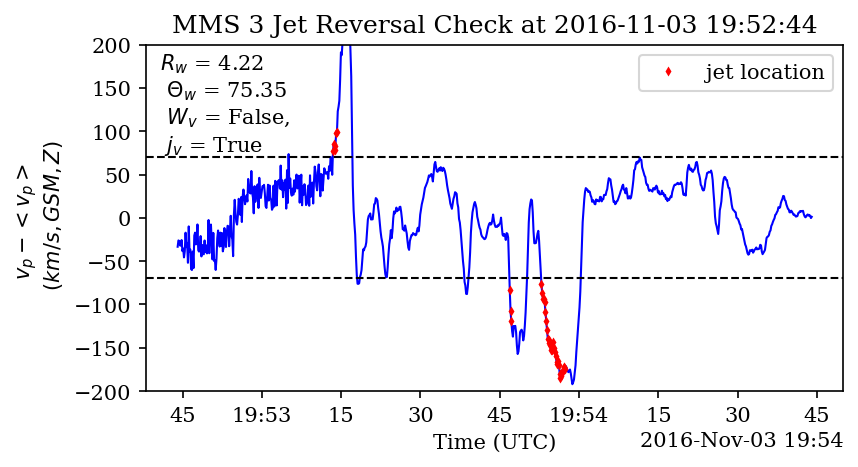 MMS 3 Jet Reversal Check at 2016-11-03 19:52:44
R_w = 4.22
Θ_w = 75.35
W_v = False,
j_v = True
jet location
200
150
100
50
0
−50
−100
−150
−200
v_p − < v_p >
(km/s, GSM, Z)
45 19:53 15 30 45 19:54 15 30 45
Time (UTC)
2016-Nov-03 19:54